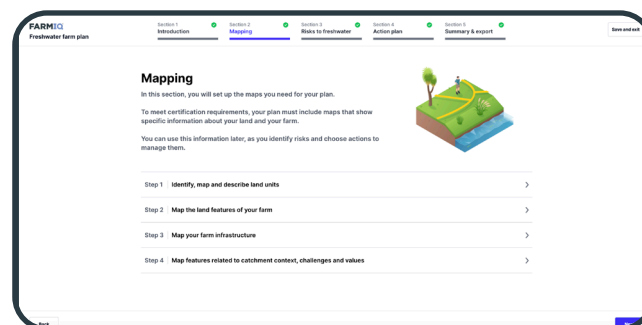 FARMIQ
Freshwater farm plan
Section 1
Introduction
Section 2
Mapping
Section 3
Risks to freshwater
Section 4
Action plan
Section 5
Summary & export
Save and exit
Mapping
In this section, you will set up the maps you need for your plan.
To meet certification requirements, your plan must include maps that show
specific information about your land and your farm.
You can use this information later, as you identify risks and choose actions to
manage them.
Step 1 Identify, map and describe land units
Step 2 Map the land features of your farm
Step 3 Map your farm infrastructure
Step 4 Map features related to catchment context, challenges and values
Back